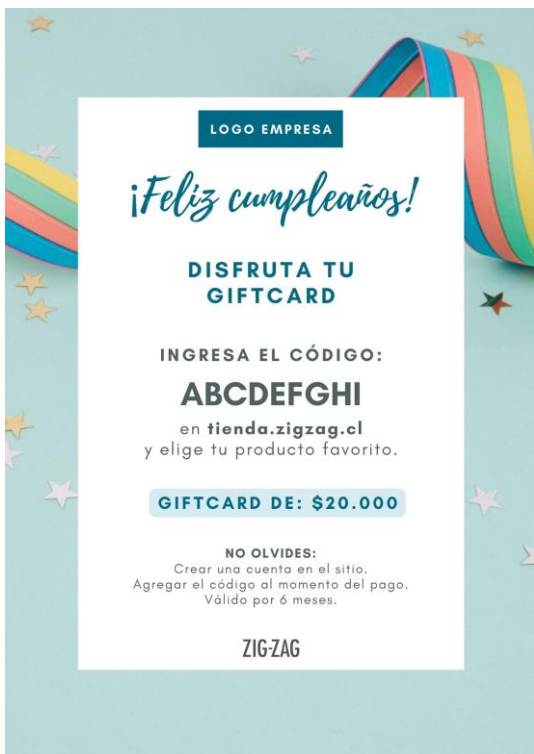 LOGO EMPRESA
¡Feliz cumpleaños!
DISFRUTA TU
GIFTCARD
INGRESA EL CÓDIGO:
ABCDEFGHI
en tienda.zigzag.cl
y elige tu producto favorito.
GIFTCARD DE: $20.000
NO OLVIDES:
Crear una cuenta en el sitio.
Agregar el código al momento del pago.
Válido por 6 meses.
ZIG-ZAG